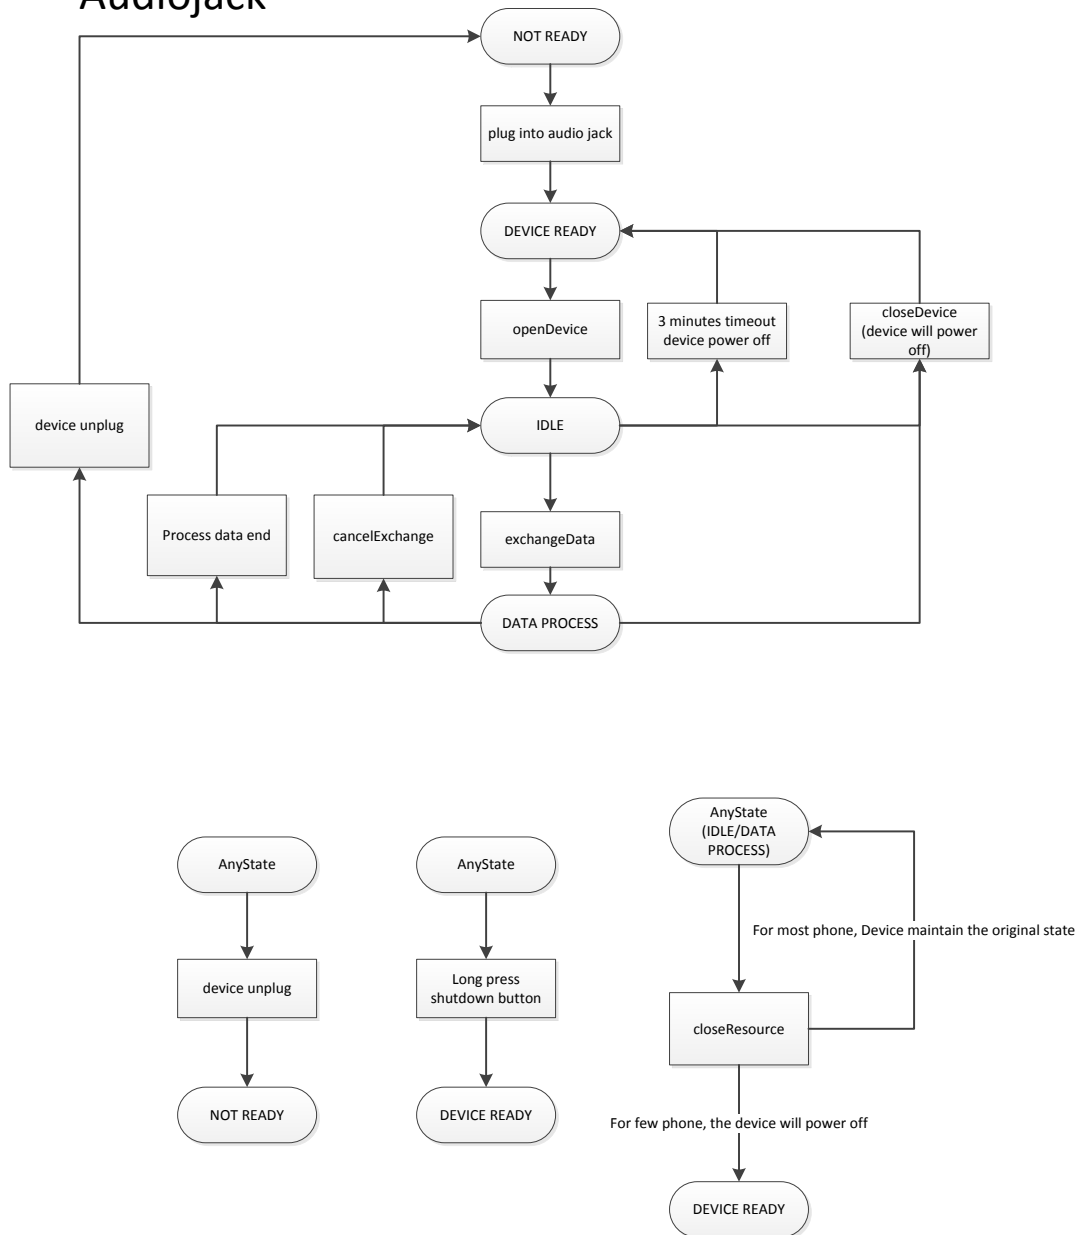 Audiojack
NOT READY
plug into audio jack
DEVICE READY
openDevice
3 minutes timeout
device power off
closeDevice
(device will power
off)
device unplug
IDLE
Process data end
cancelExchange
exchangeData
DATA PROCESS
AnyState
device unplug
NOT READY
AnyState
Long press
shutdown button
DEVICE READY
AnyState
(IDLE/DATA
PROCESS)
For most phone, Device maintain the original state
closeResource
For few phone, the device will power off
DEVICE READY